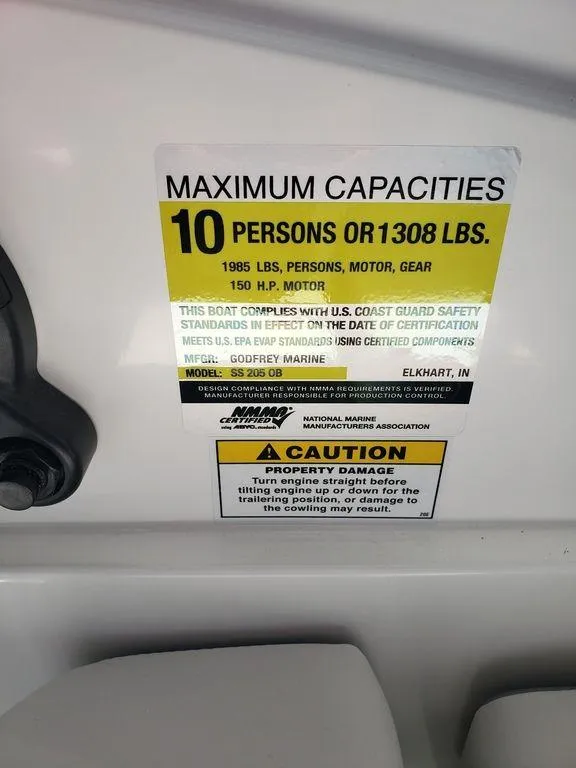 MAXIMUM CAPACITIES
10 PERSONS OR 1308 LBS.
1985 LBS, PERSONS, MOTOR, GEAR
150 H.P. MOTOR
THIS BOAT COMPLIES WITH U.S. COAST GUARD SAFETY
STANDARDS IN EFFECT ON THE DATE OF CERTIFICATION
MEETS U.S. EPA EVAP STANDARDS USING CERTIFIED COMPONENTS
MFGR: GODFREY MARINE
MODEL: SS 205 OB ELKHART, IN
DESIGN COMPLIANCE WITH NMMA REQUIREMENTS IS VERIFIED.
MANUFACTURER RESPONSIBLE FOR PRODUCTION CONTROL.
NMMA
CERTIFIED
using ABYC standards
NATIONAL MARINE
MANUFACTURERS ASSOCIATION
CAUTION
PROPERTY DAMAGE
Turn engine straight before
tilting engine up or down for the
trailering position, or damage to
the cowling may result.